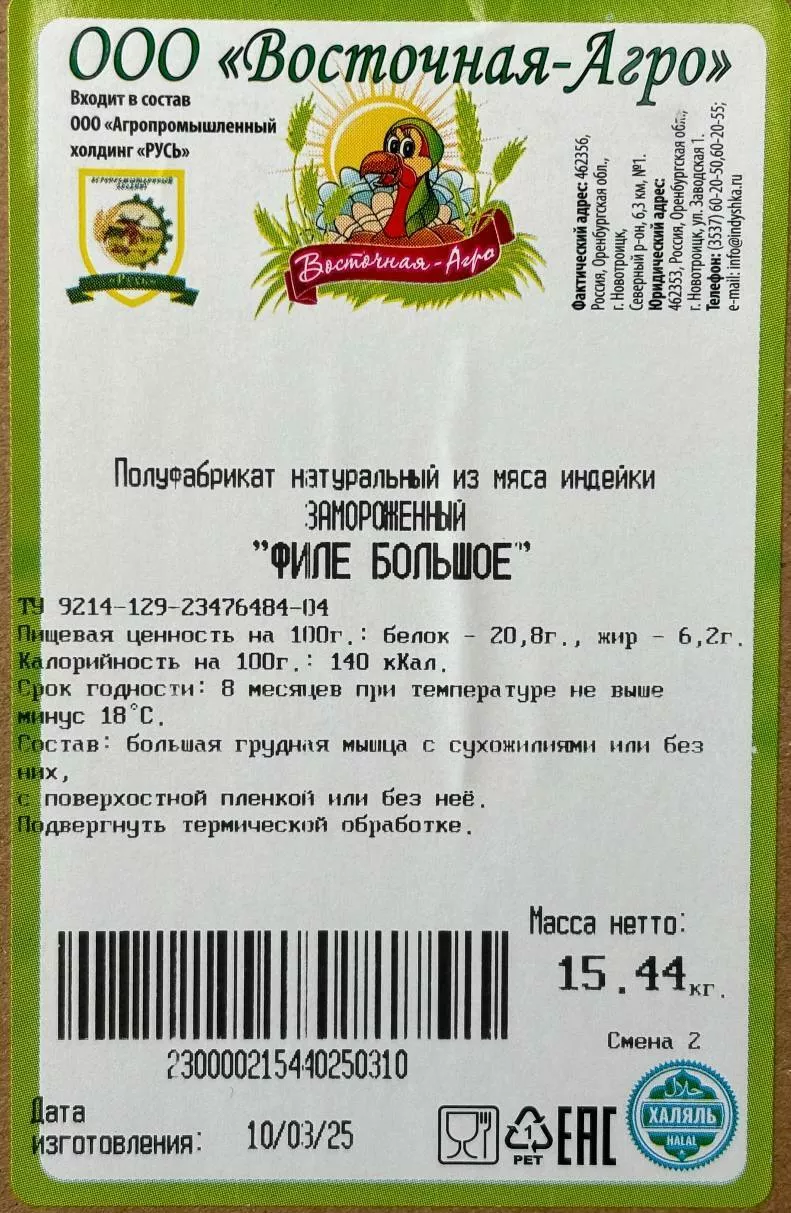 ООО «Восточная-Агро»
Входит в состав
ООО «Агропромышленный
холдинг «РУСЬ»
Восточная-Агро
Фактический адрес: 462356,
Россия, Оренбургская обл.,
г. Новотроицк,
Северный р-он, 6,3 км, №1.
Юридический адрес:
462353, Россия, Оренбургская обл.,
г. Новотроицк, ул. Заводская 1.
Телефон: (3537) 60-20-50,60-20-55;
e-mail: info@indyshka.ru
Полуфабрикат натуральный из мяса индейки
ЗАМОРОЖЕННЫЙ
"ФИЛЕ БОЛЬШОЕ"
ТУ 9214-129-23476484-04
Пищевая ценность на 100г.: белок - 20,8г., жир - 6,2г.
Калорийность на 100г.: 140 кКал.
Срок годности: 8 месяцев при температуре не выше
минус 18°С.
Состав: большая грудная мышца с сухожилиями или без
них,
с поверхостной пленкой или без неё.
Подвергнуть термической обработке.
Масса нетто:
15.44кг.
Смена 2
230000215440250310
Дата
изготовления: 10/03/25
1
PET
EAC
حلال
ХАЛЯЛЬ
HALAL